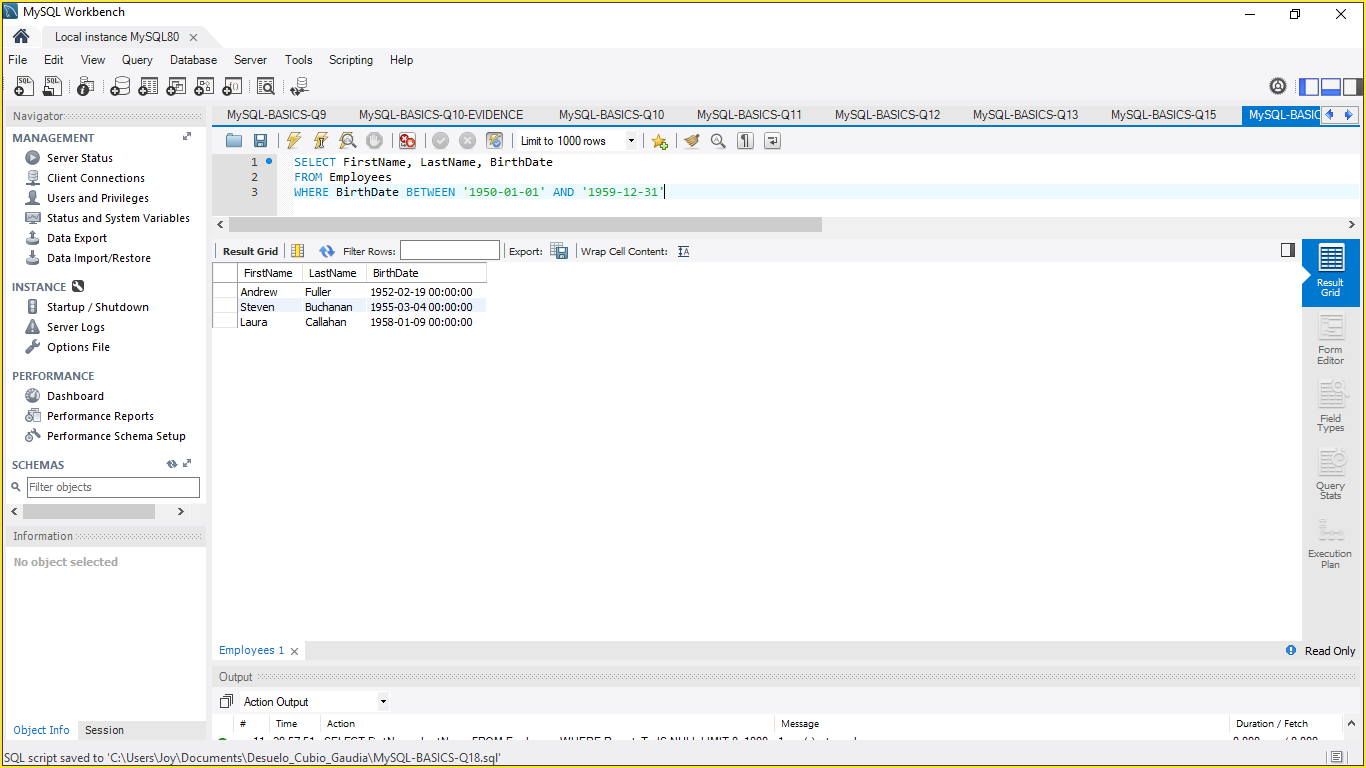 MySQL Workbench
Local instance MySQL80
File Edit View Query Database Server Tools Scripting Help
Navigator
MANAGEMENT
Server Status
Client Connections
Users and Privileges
Status and System Variables
Data Export
Data Import/Restore
INSTANCE
Startup / Shutdown
Server Logs
Options File
PERFORMANCE
Dashboard
Performance Reports
Performance Schema Setup
SCHEMAS
Filter objects
Information
No object selected
Object Info Session
MySQL-BASICS-Q9 MySQL-BASICS-Q10-EVIDENCE MySQL-BASICS-Q10 MySQL-BASICS-Q11 MySQL-BASICS-Q12 MySQL-BASICS-Q13 MySQL-BASICS-Q15 MySQL-BASIC
Limit to 1000 rows
1 SELECT FirstName, LastName, BirthDate
2 FROM Employees
3 WHERE BirthDate BETWEEN '1950-01-01' AND '1959-12-31'
Result Grid Filter Rows: Export: Wrap Cell Content:
FirstName LastName BirthDate
Andrew Fuller 1952-02-19 00:00:00
Steven Buchanan 1955-03-04 00:00:00
Laura Callahan 1958-01-09 00:00:00
Result
Grid
Form
Editor
Field
Types
Query
Stats
Execution
Plan
Employees 1 Read Only
Output
Action Output
# Time Action Message Duration / Fetch
SQL script saved to 'C:\Users\Joy\Documents\Desuelo_Cubio_Gaudia\MySQL-BASICS-Q18.sql'